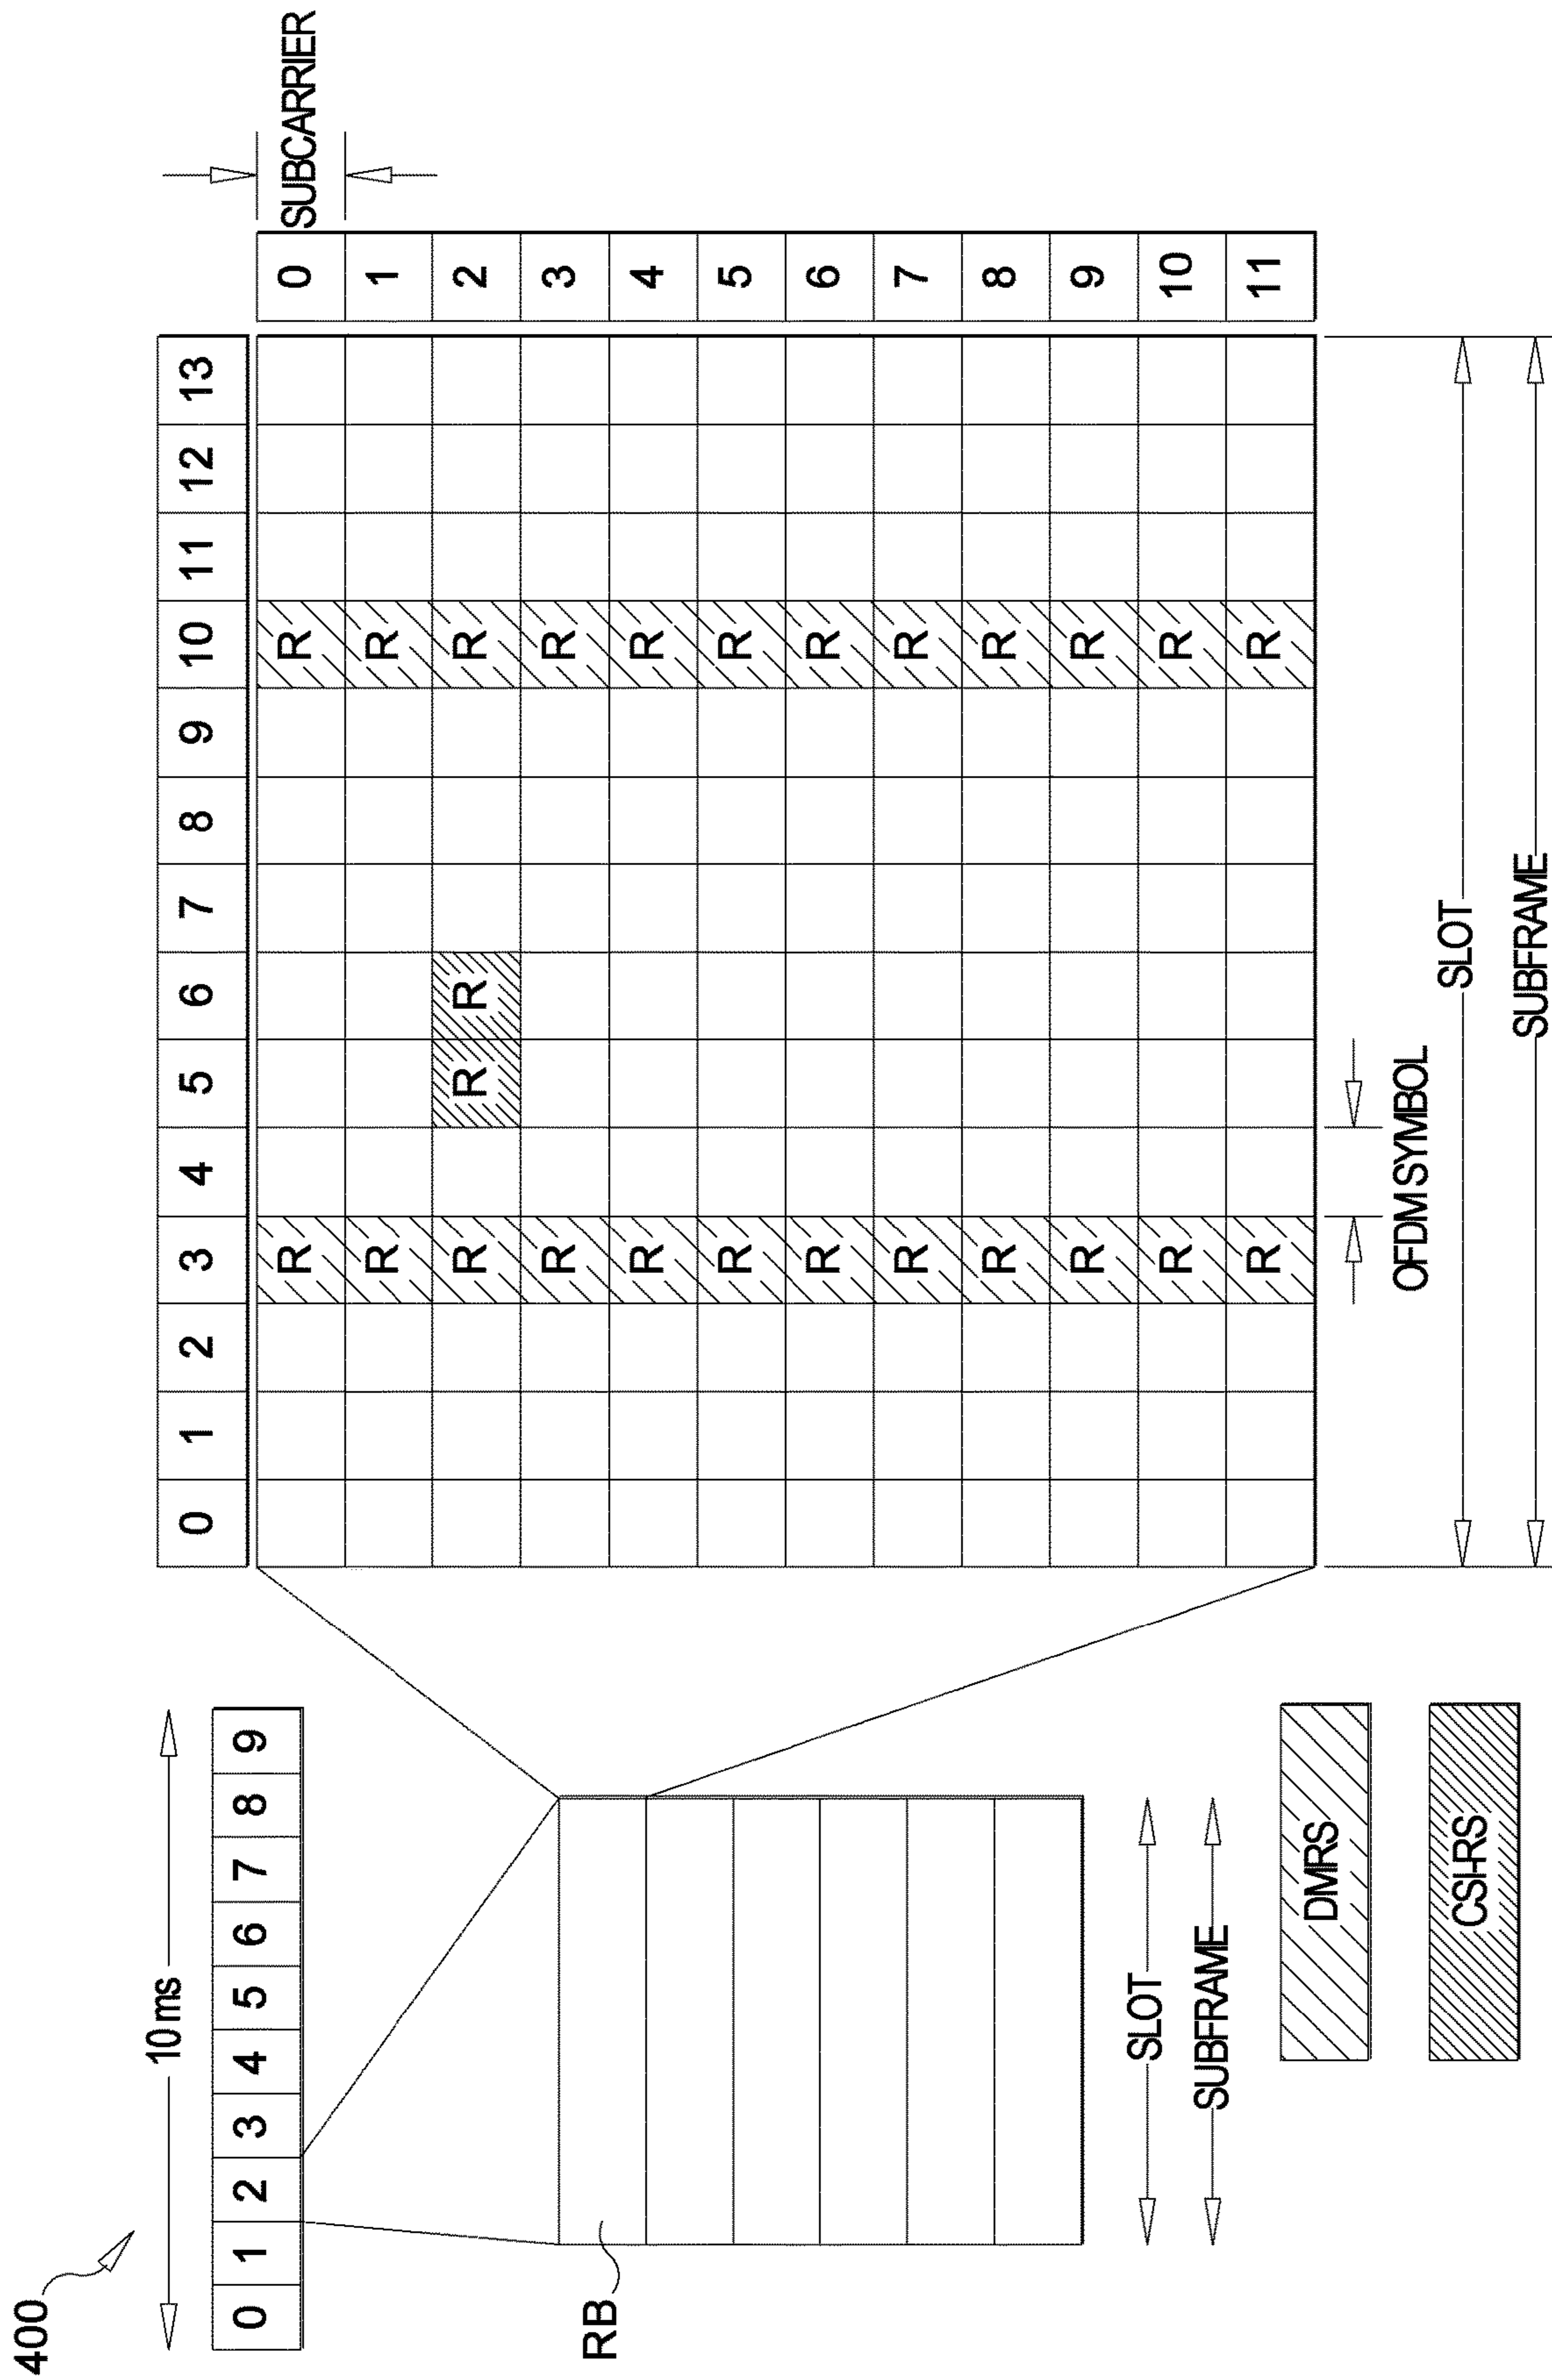 400
10 ms
0 1 2 3 4 5 6 7 8 9
RB
SLOT
SUBFRAME
DMRS
CSI-RS
0 1 2 3 4 5 6 7 8 9 10 11 12 13
SUBCARRIER
R R 0
R R 1
R R R R 2
R R 3
R R 4
R R 5
R R 6
R R 7
R R 8
R R 9
R R 10
R R 11
OFDM SYMBOL
SLOT
SUBFRAME